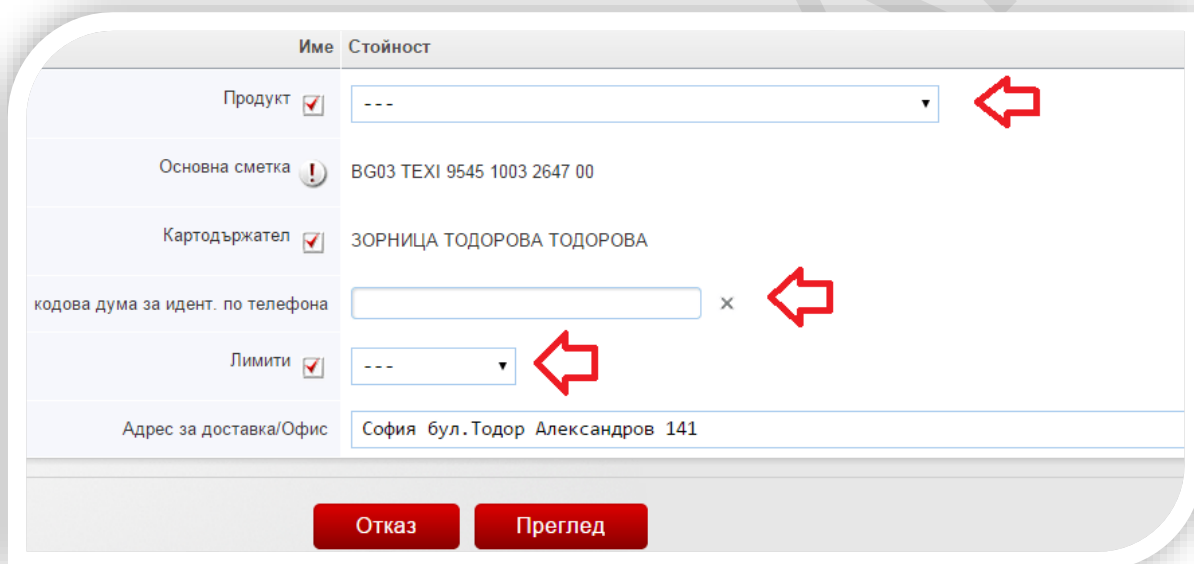 Име Стойност
Продукт ---
Основна сметка BG03 TEXI 9545 1003 2647 00
Картодържател ЗОРНИЦА ТОДОРОВА ТОДОРОВА
кодова дума за идент. по телефона
Лимити ---
Адрес за доставка/Офис София бул.Тодор Александров 141
Отказ Преглед